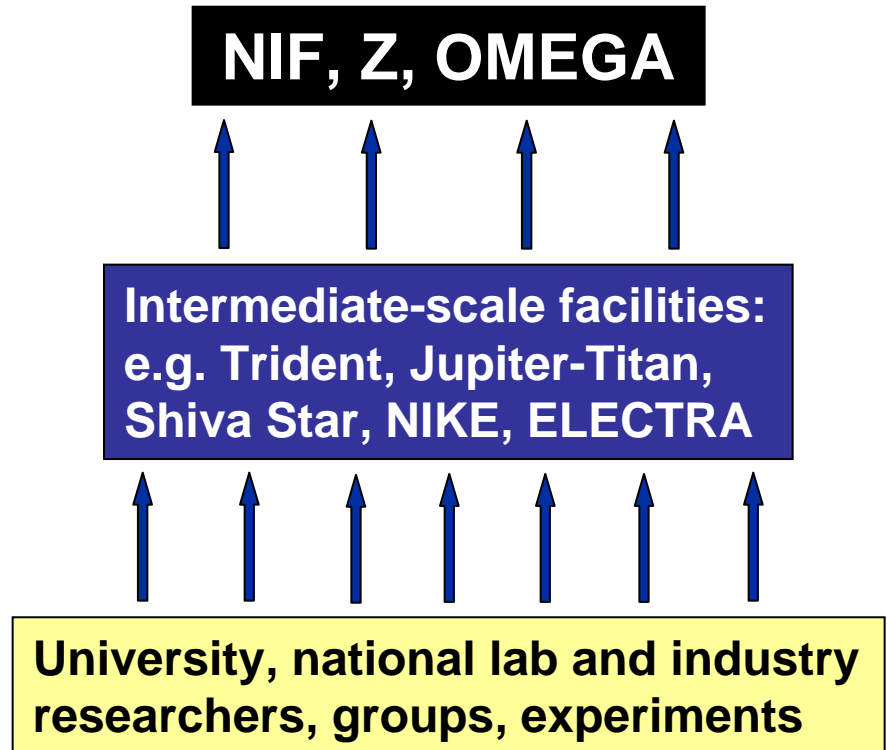 NIF, Z, OMEGA
Intermediate-scale facilities:
e.g. Trident, Jupiter-Titan,
Shiva Star, NIKE, ELECTRA
University, national lab and industry
researchers, groups, experiments